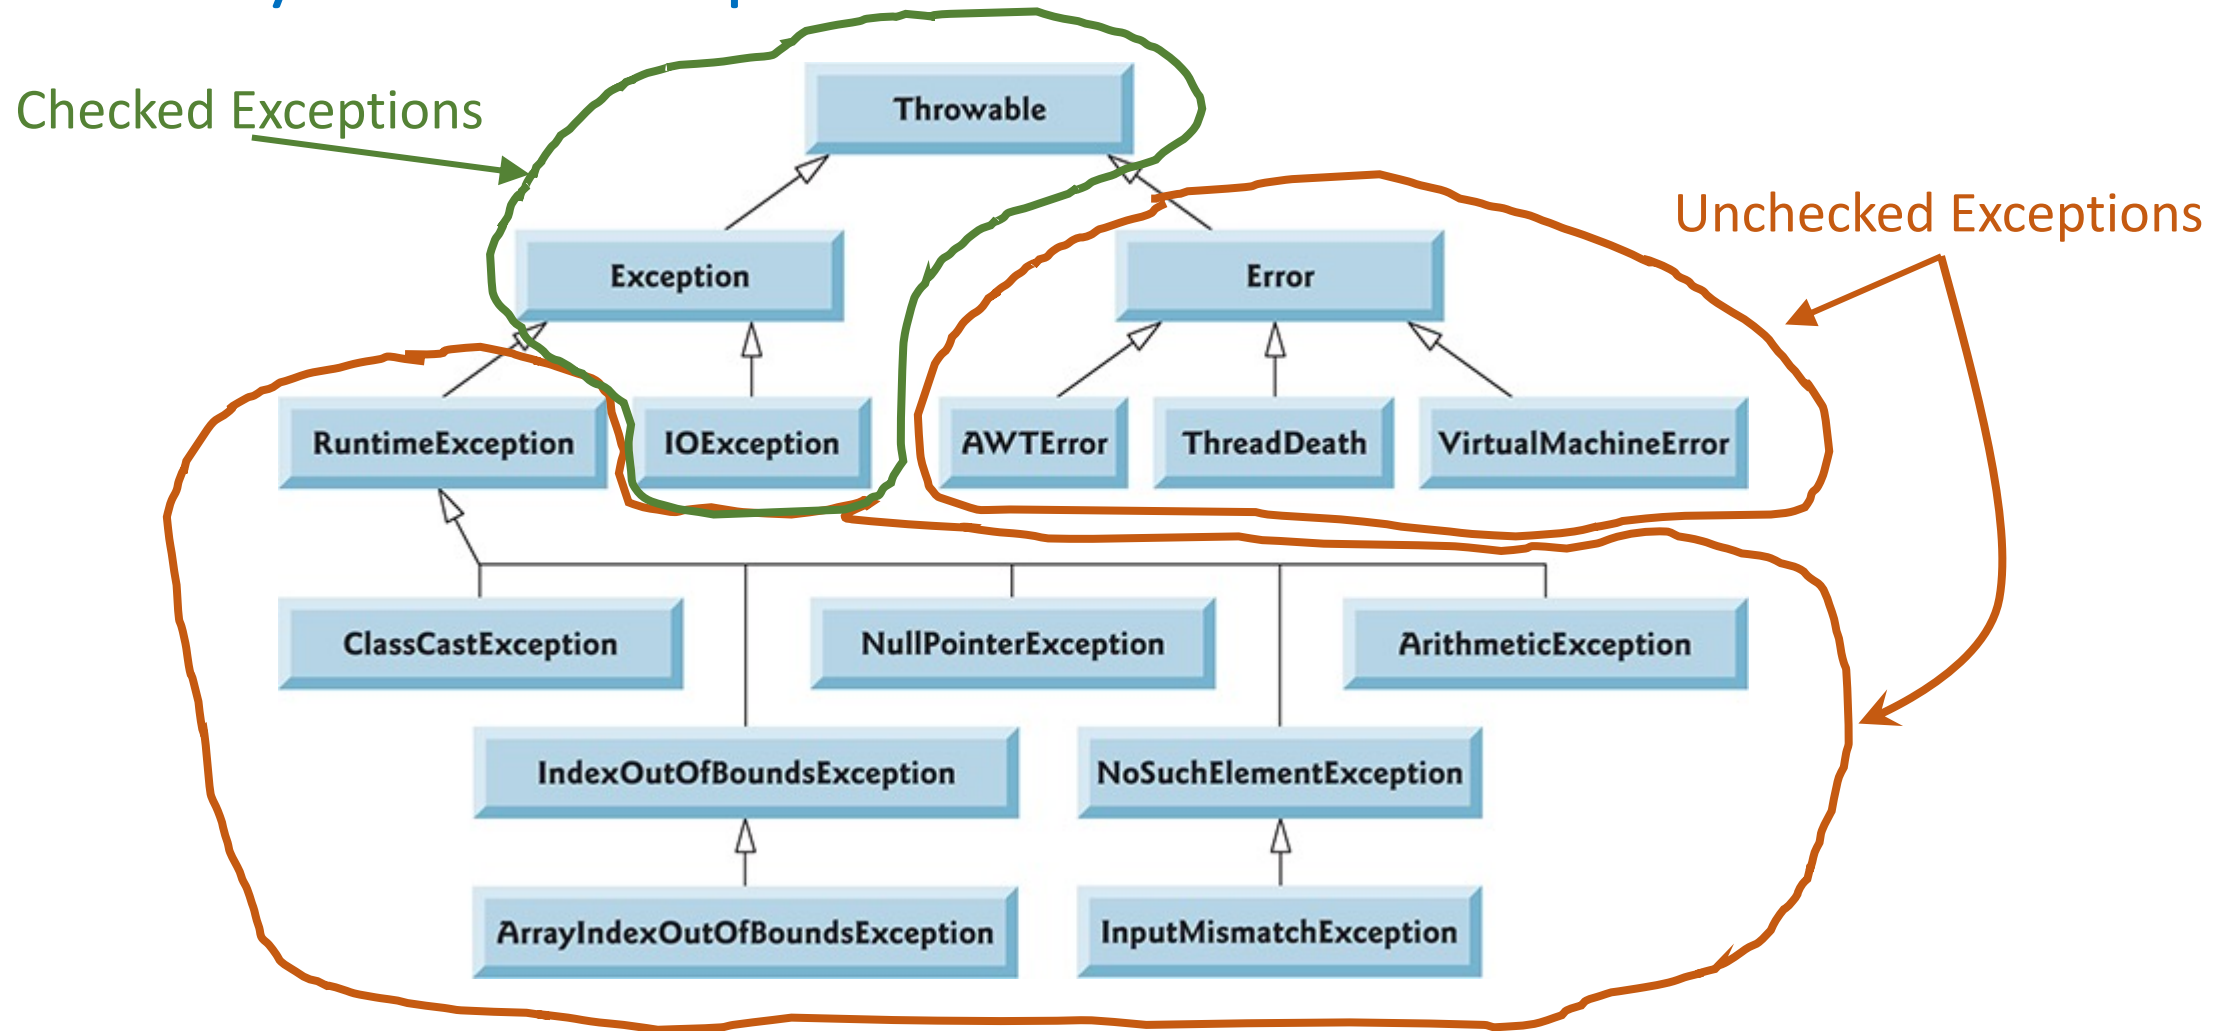 Throwable
Checked Exceptions
Unchecked Exceptions
Exception
Error
RuntimeException
IOException
AWTError
ThreadDeath
VirtualMachineError
ClassCastException
NullPointerException
ArithmeticException
IndexOutOfBoundsException
NoSuchElementException
ArrayIndexOutOfBoundsException
InputMismatchException